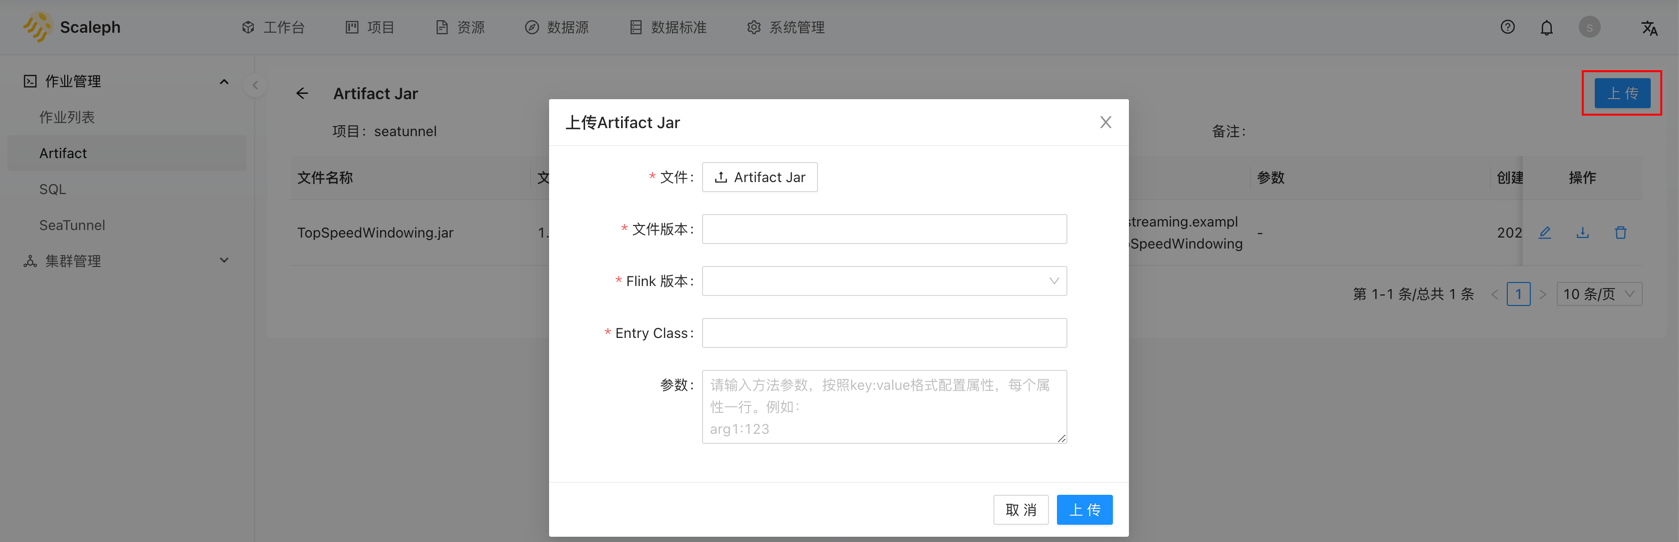 Scaleph
工作台
项目
资源
数据源
数据标准
系统管理
S
作业管理
作业列表
Artifact
SQL
SeaTunnel
集群管理
Artifact Jar
上 传
项目：seatunnel
备注：
文件名称
文
参数
创建
操作
TopSpeedWindowing.jar
1.
streaming.exampl
SpeedWindowing
-
202
第 1-1 条/总共 1 条
1
10 条/页
上传Artifact Jar
* 文件：
Artifact Jar
* 文件版本：
* Flink 版本：
* Entry Class：
参数：
请输入方法参数，按照key:value格式配置属性，每个属
性一行。例如：
arg1:123
取 消
上 传